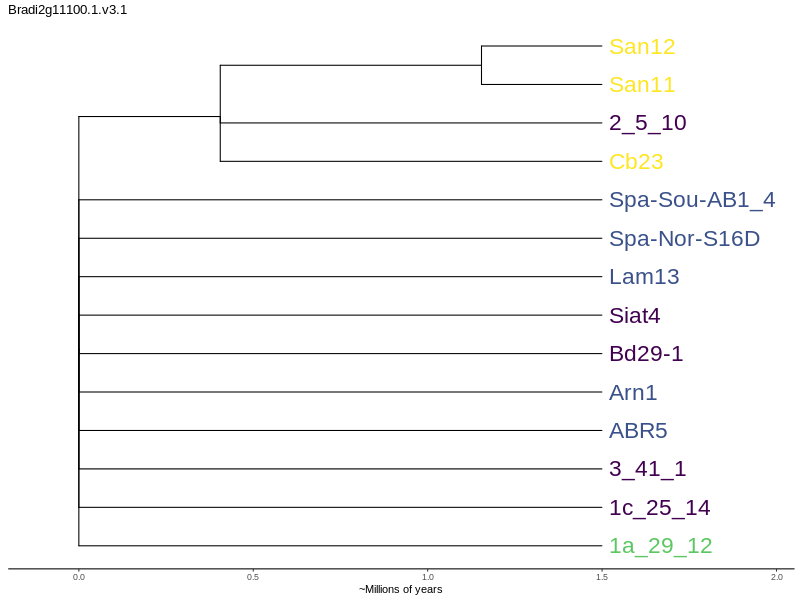 Bradi2g11100.1.v3.1
San12
San11
2_5_10
Cb23
Spa-Sou-AB1_4
Spa-Nor-S16D
Lam13
Siat4
Bd29-1
Arn1
ABR5
3_41_1
1c_25_14
1a_29_12
0.0 0.5 1.0 1.5 2.0
~Millions of years